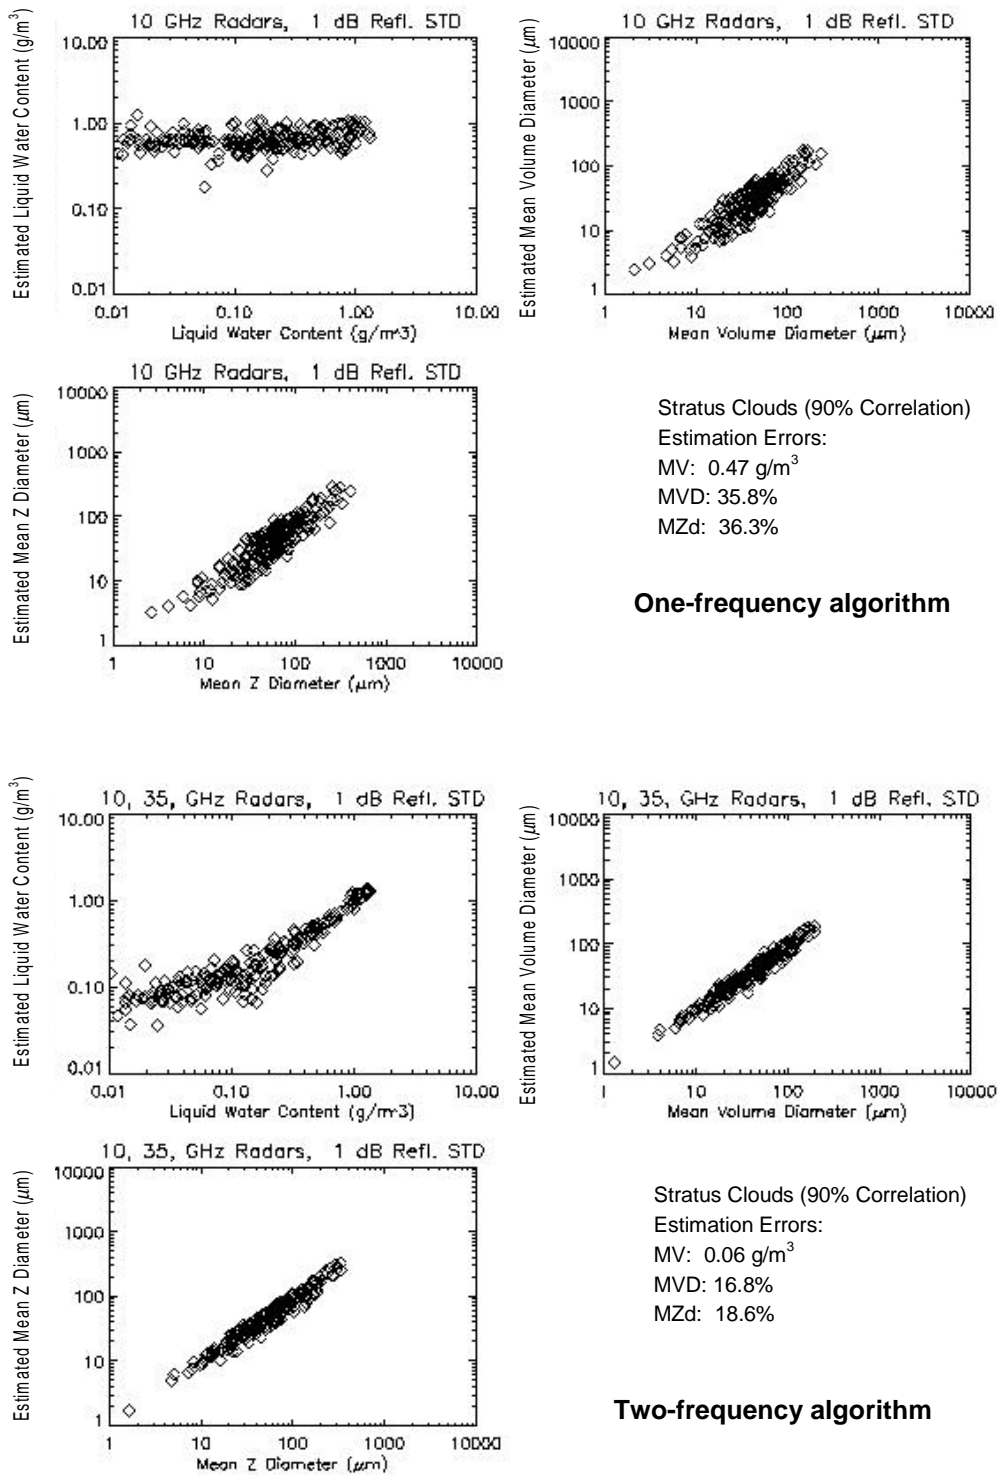 10 GHz Radars, 1 dB Refl. STD
Estimated Liquid Water Content (g/m³)
10.00
1.00
0.10
0.01
0.01 0.10 1.00 10.00
Liquid Water Content (g/m^3)
10 GHz Radars, 1 dB Refl. STD
Estimated Mean Volume Diameter (μm)
10000
1000
100
10
1
1 10 100 1000 10000
Mean Volume Diameter (μm)
10 GHz Radars, 1 dB Refl. STD
Estimated Mean Z Diameter (μm)
10000
1000
100
10
1
1 10 100 1000 10000
Mean Z Diameter (μm)
Stratus Clouds (90% Correlation)
Estimation Errors:
MV: 0.47 g/m³
MVD: 35.8%
MZd: 36.3%
One-frequency algorithm
10, 35, GHz Radars, 1 dB Refl. STD
Estimated Liquid Water Content (g/m³)
10.00
1.00
0.10
0.01
0.01 0.10 1.00 10.00
Liquid Water Content (g/m^3)
10, 35, GHz Radars, 1 dB Refl. STD
Estimated Mean Volume Diameter (μm)
10000
1000
100
10
1
1 10 100 1000 10000
Mean Volume Diameter (μm)
10, 35, GHz Radars, 1 dB Refl. STD
Estimated Mean Z Diameter (μm)
10000
1000
100
10
1
1 10 100 1000 10000
Mean Z Diameter (μm)
Stratus Clouds (90% Correlation)
Estimation Errors:
MV: 0.06 g/m³
MVD: 16.8%
MZd: 18.6%
Two-frequency algorithm